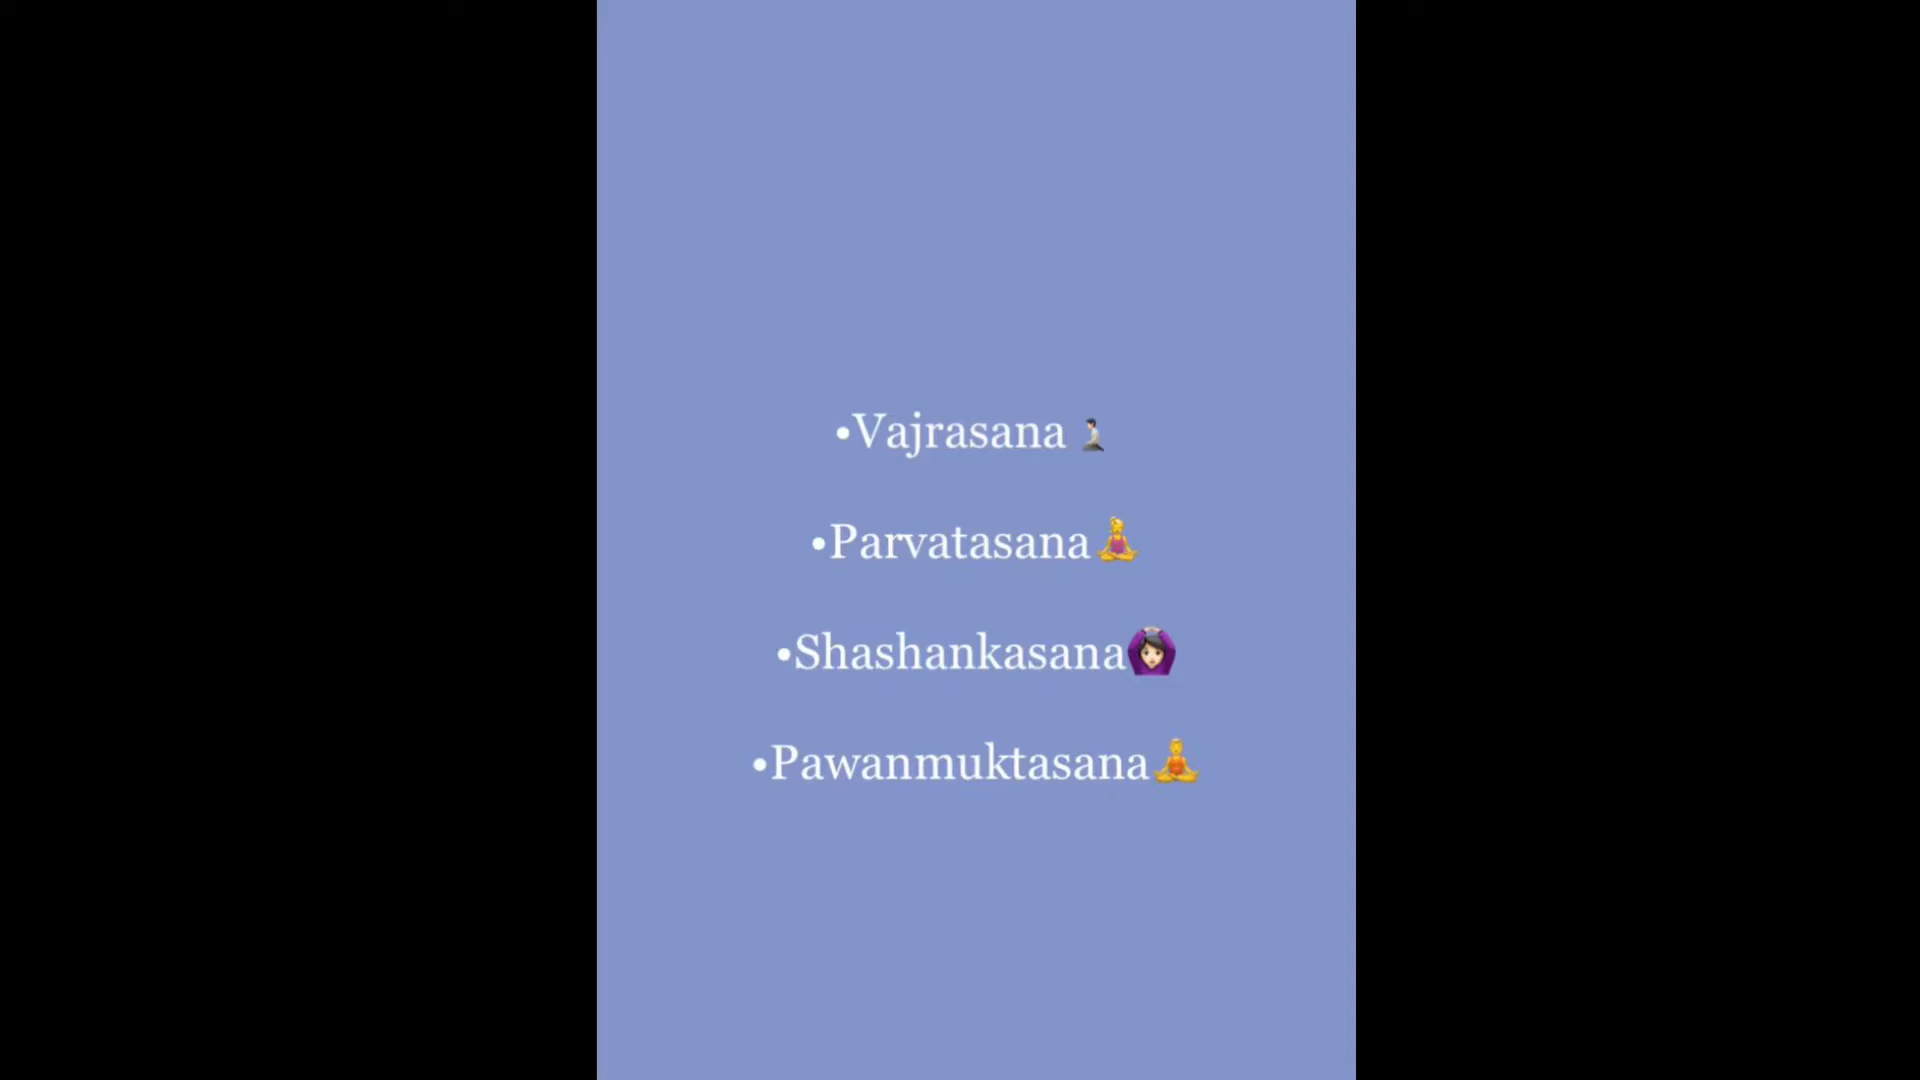 •Vajrasana🧎🏻
•Parvatasana🧘‍♀️
•Shashankasana🙆🏻‍♀️
•Pawanmuktasana🧘